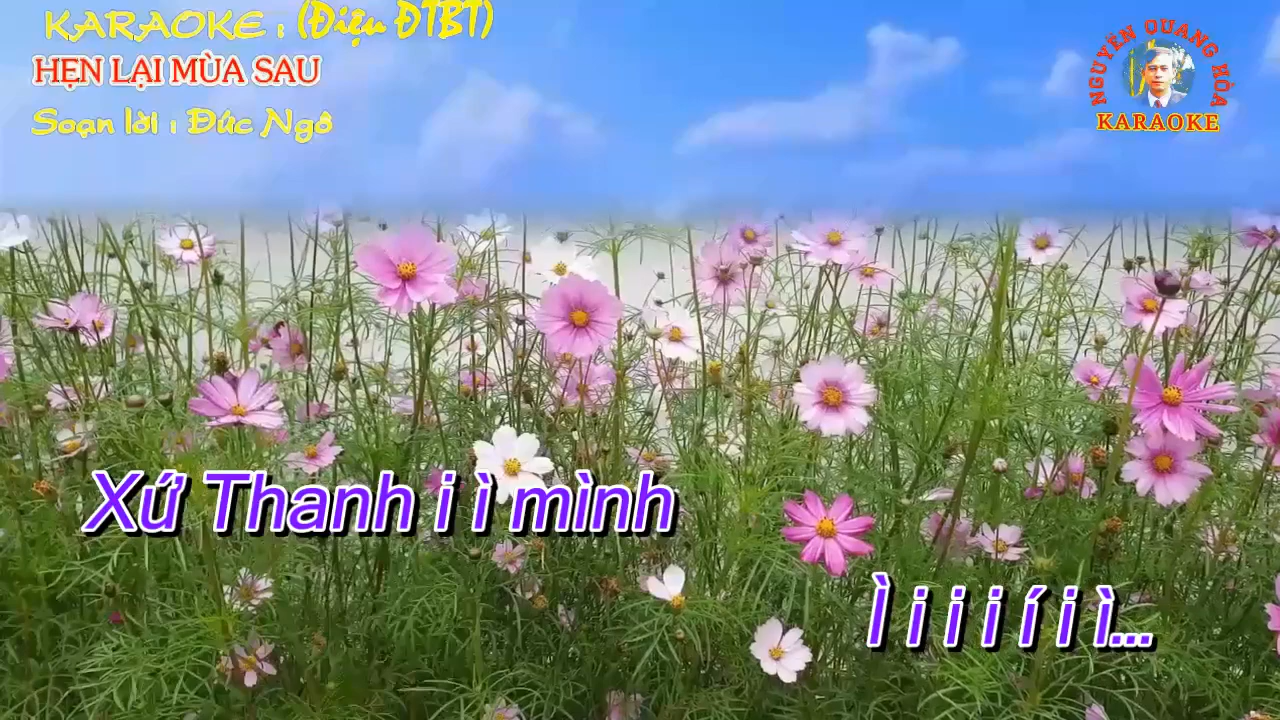 KARAOKE : (Điệu ĐTBT)
HẸN LẠI MÙA SAU
Soạn lời : Đức Ngô
NGUYỄN QUANG HÒA
KARAOKE
Xứ Thanh i ì mình
Ì i i i í i ì...